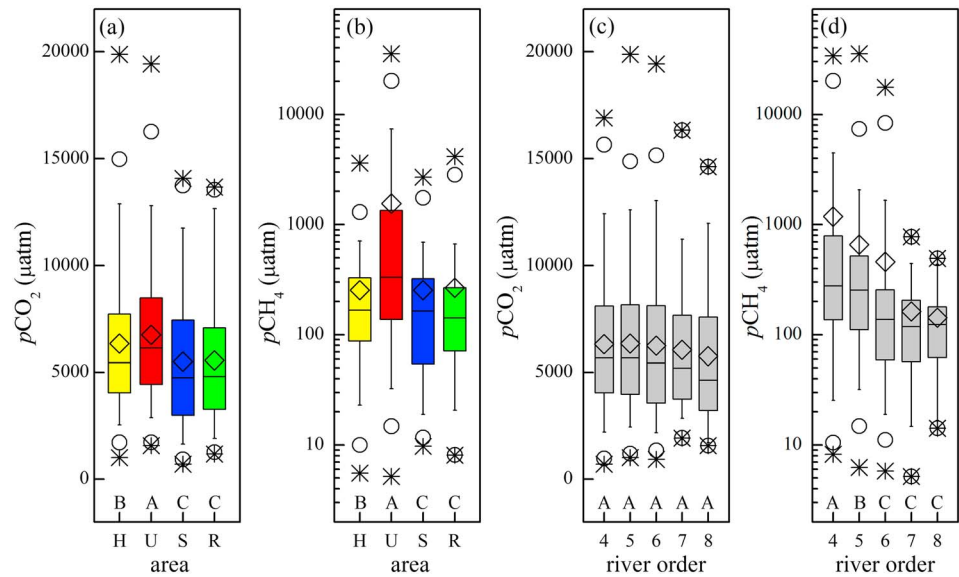 (a)
pCO2 (μatm)
20000
15000
10000
5000
0
B A C C
H U S R
area
(b)
pCH4 (μatm)
10000
1000
100
10
B A C C
H U S R
area
(c)
pCO2 (μatm)
20000
15000
10000
5000
0
A A A A A
4 5 6 7 8
river order
(d)
pCH4 (μatm)
10000
1000
100
10
A B C C C
4 5 6 7 8
river order